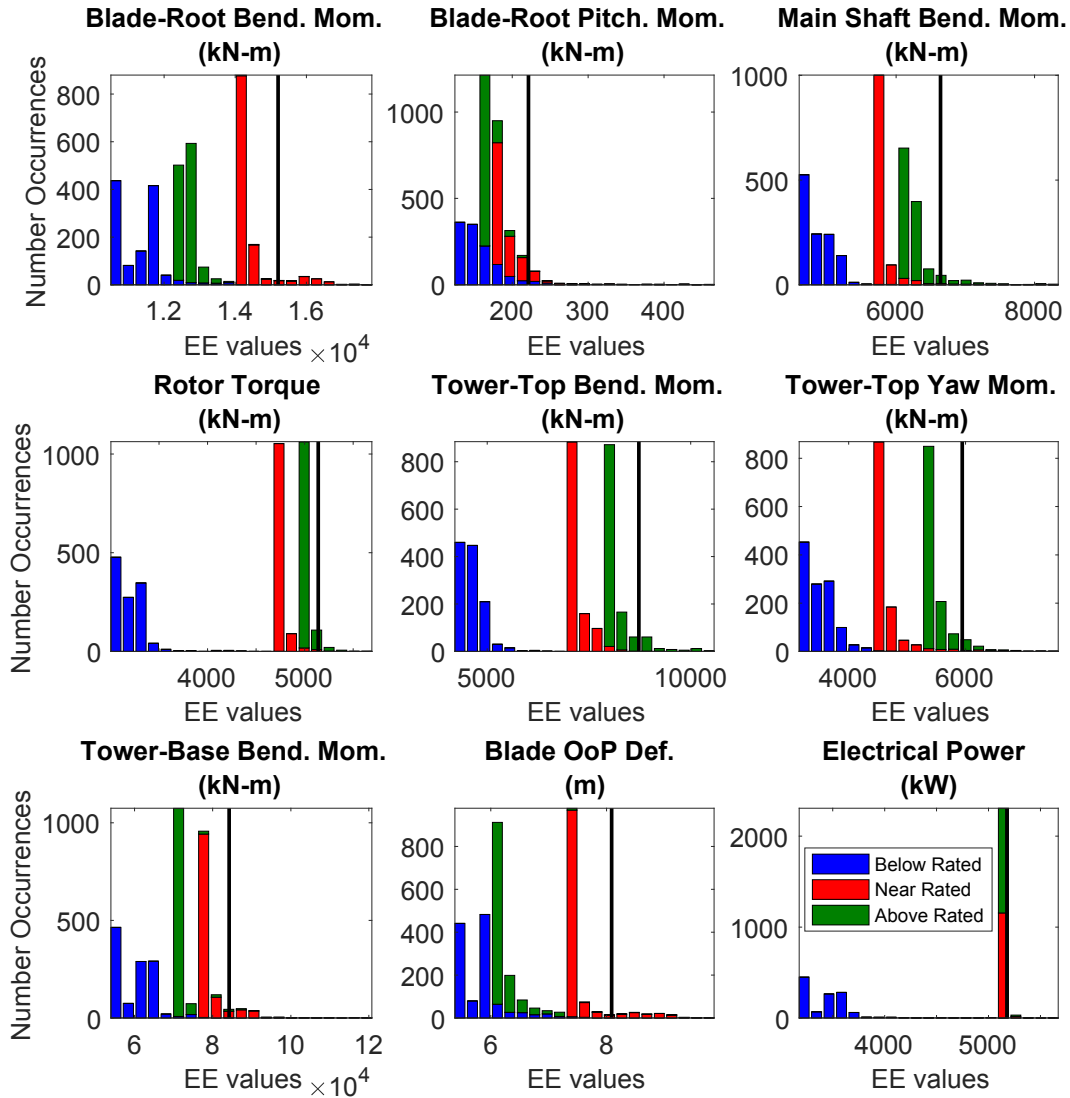 Blade-Root Bend. Mom.
(kN-m)
Blade-Root Pitch. Mom.
(kN-m)
Main Shaft Bend. Mom.
(kN-m)
Number Occurrences
800
600
400
200
0
1.2
1.4
1.6
EE values
×10⁴
1000
500
0
200
400
EE values
1000
500
0
6000
8000
EE values
Rotor Torque
(kN-m)
Tower-Top Bend. Mom.
(kN-m)
Tower-Top Yaw Mom.
(kN-m)
Number Occurrences
1000
500
0
4000
5000
EE values
800
600
400
200
0
5000
10000
EE values
800
600
400
200
0
4000
6000
EE values
Tower-Base Bend. Mom.
(kN-m)
Blade OoP Def.
(m)
Electrical Power
(kW)
Number Occurrences
1000
500
0
6
8
10
12
EE values
×10⁴
800
600
400
200
0
6
8
EE values
2000
1000
0
4000
5000
EE values
Below Rated
Near Rated
Above Rated